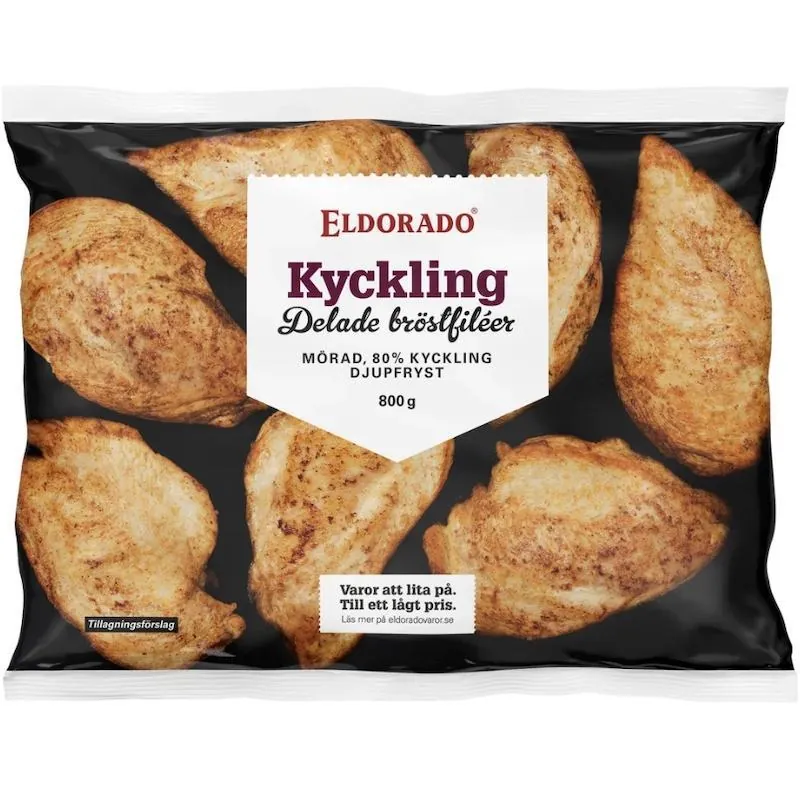 ELDORADO®
Kyckling
Delade bröstfiléer
MÖRAD, 80% KYCKLING
DJUPFRYST
800 g
Varor att lita på.
Till ett lågt pris.
Läs mer på eldoradovaror.se
Tillagningsförslag